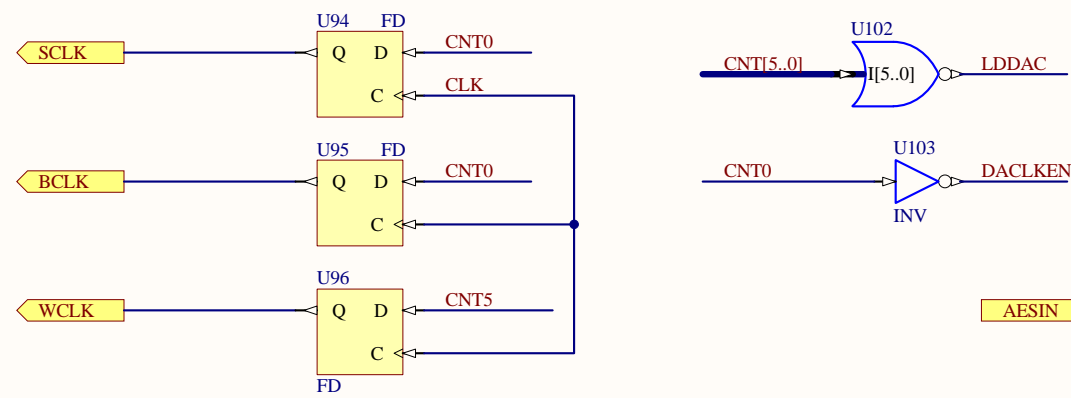 U94 FD
SCLK Q D CNT0
C CLK
U95 FD
BCLK Q D CNT0
C
U96
WCLK Q D CNT5
C
FD
U102
CNT[5..0] I[5..0] LDDAC
U103
CNT0 DACLKEN
INV
AESIN